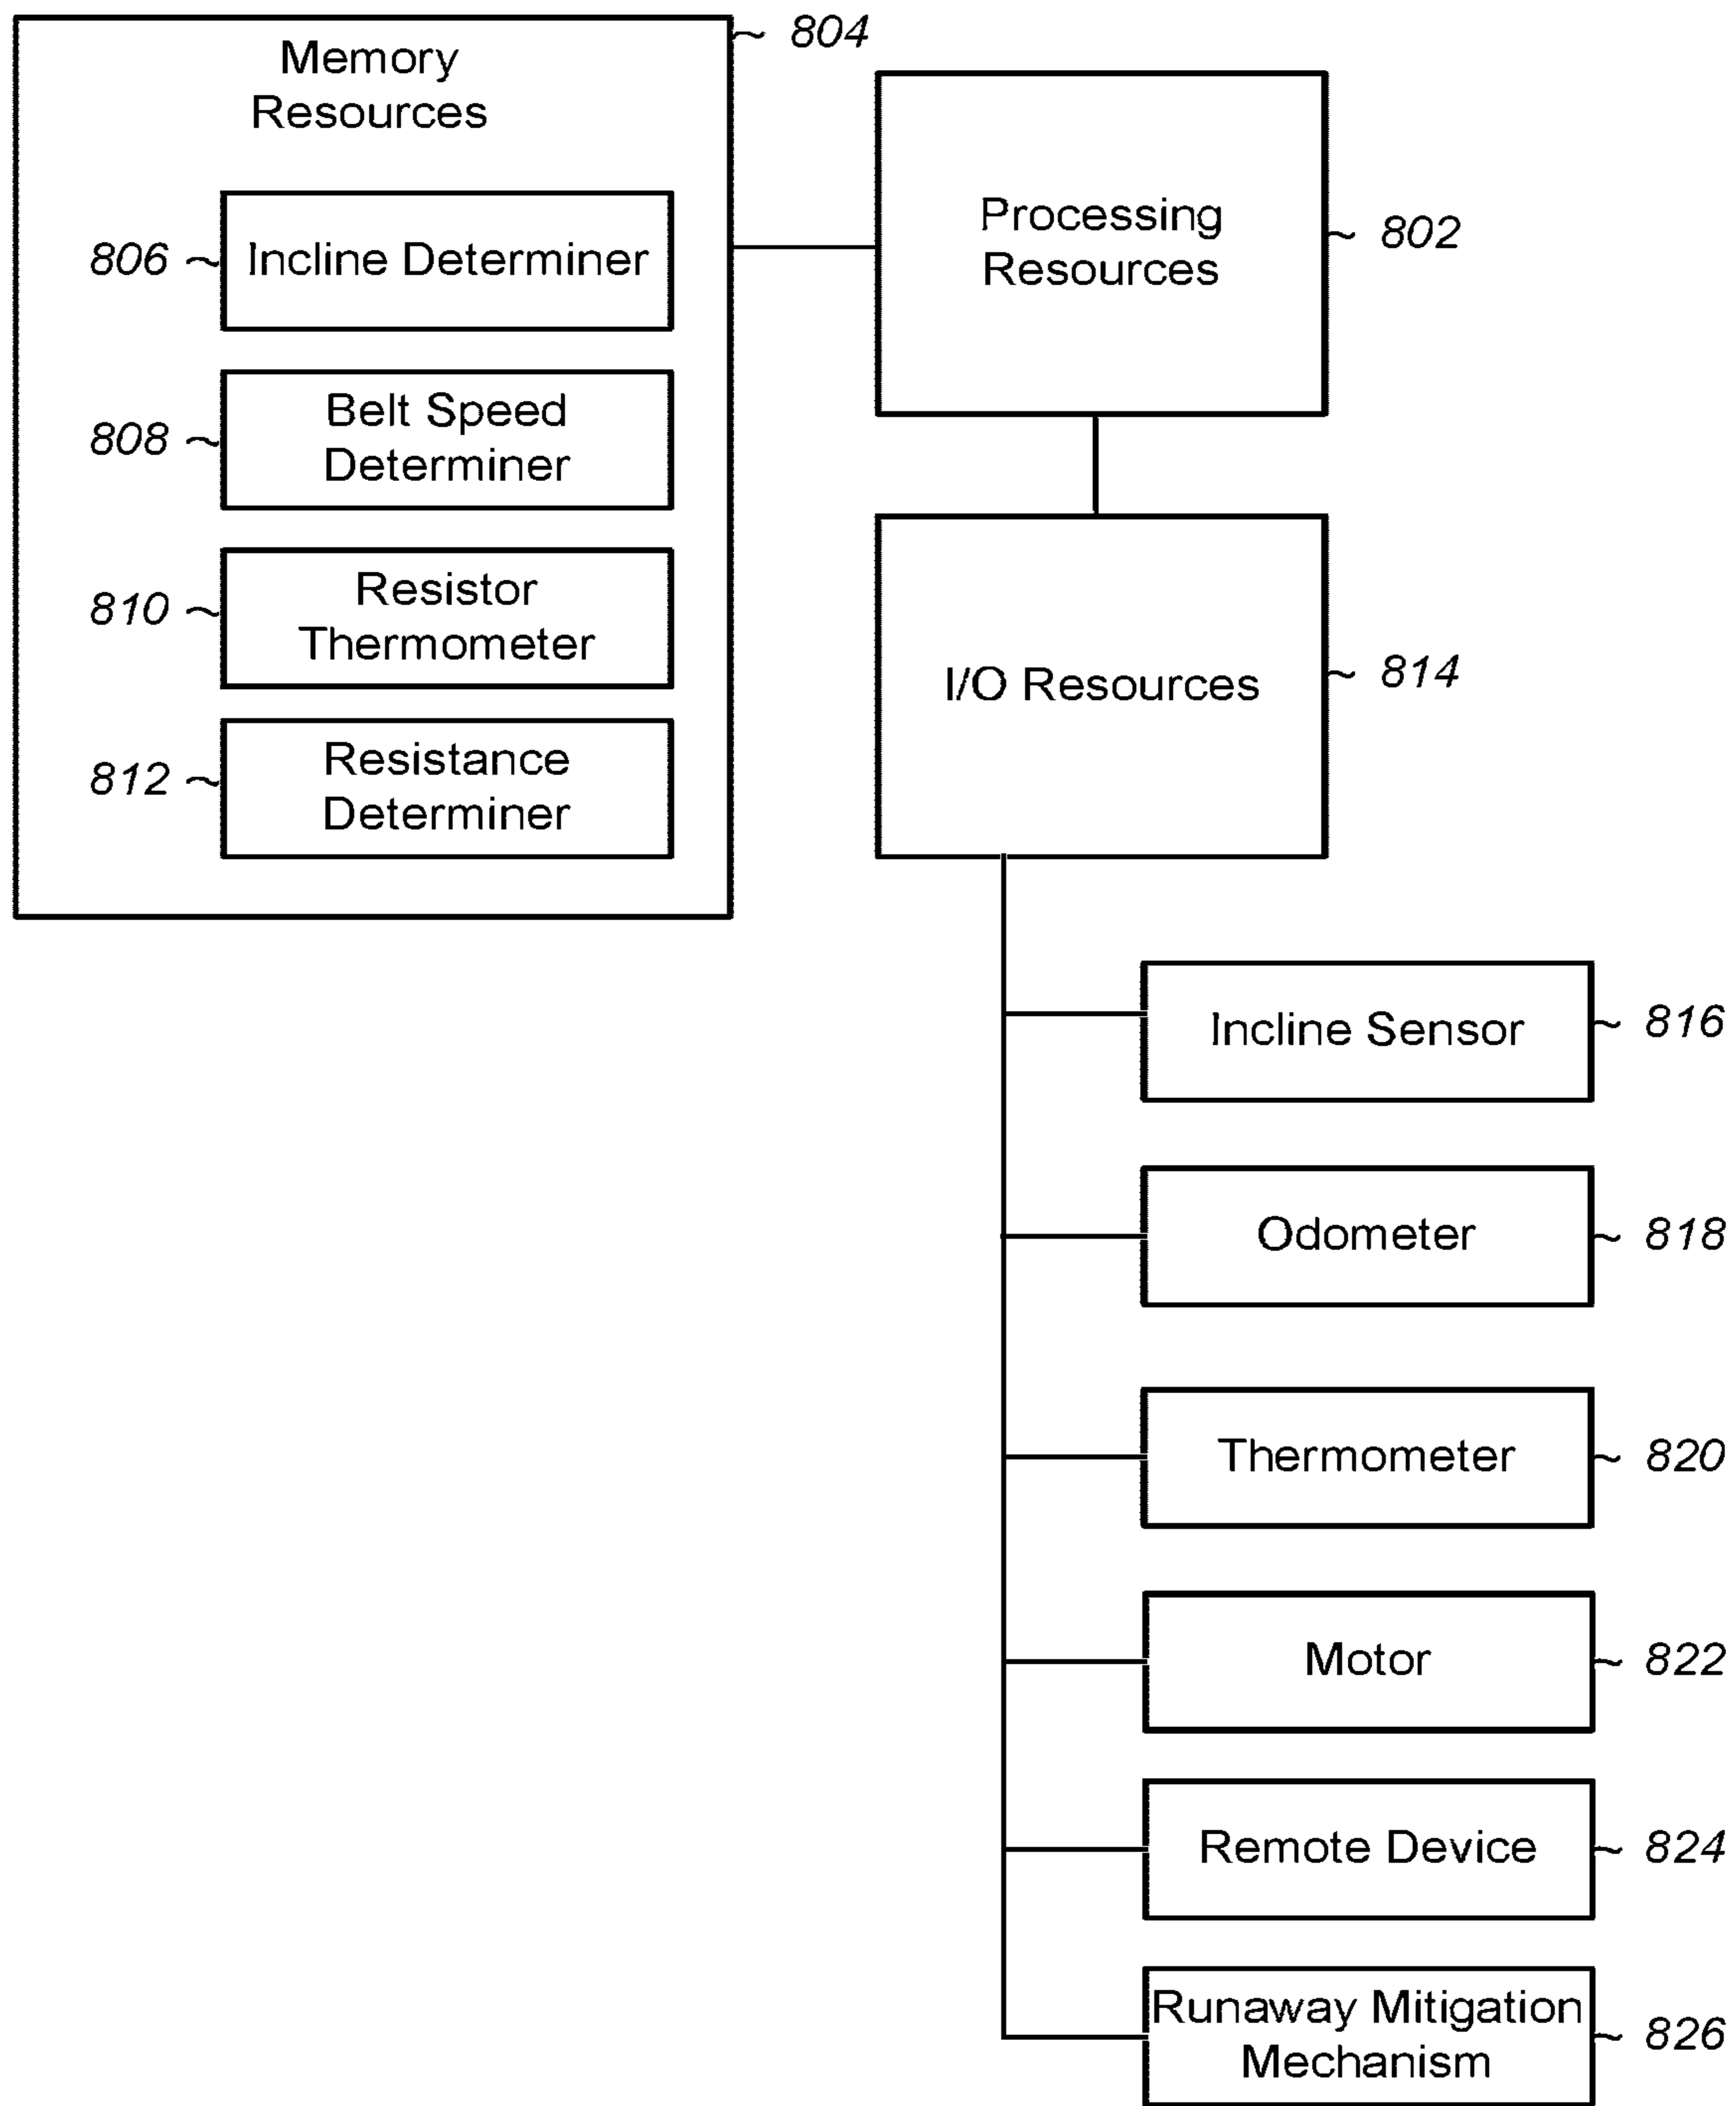 Memory
Resources
804
806
Incline Determiner
808
Belt Speed
Determiner
810
Resistor
Thermometer
812
Resistance
Determiner
Processing
Resources
802
I/O Resources
814
Incline Sensor
816
Odometer
818
Thermometer
820
Motor
822
Remote Device
824
Runaway Mitigation
Mechanism
826